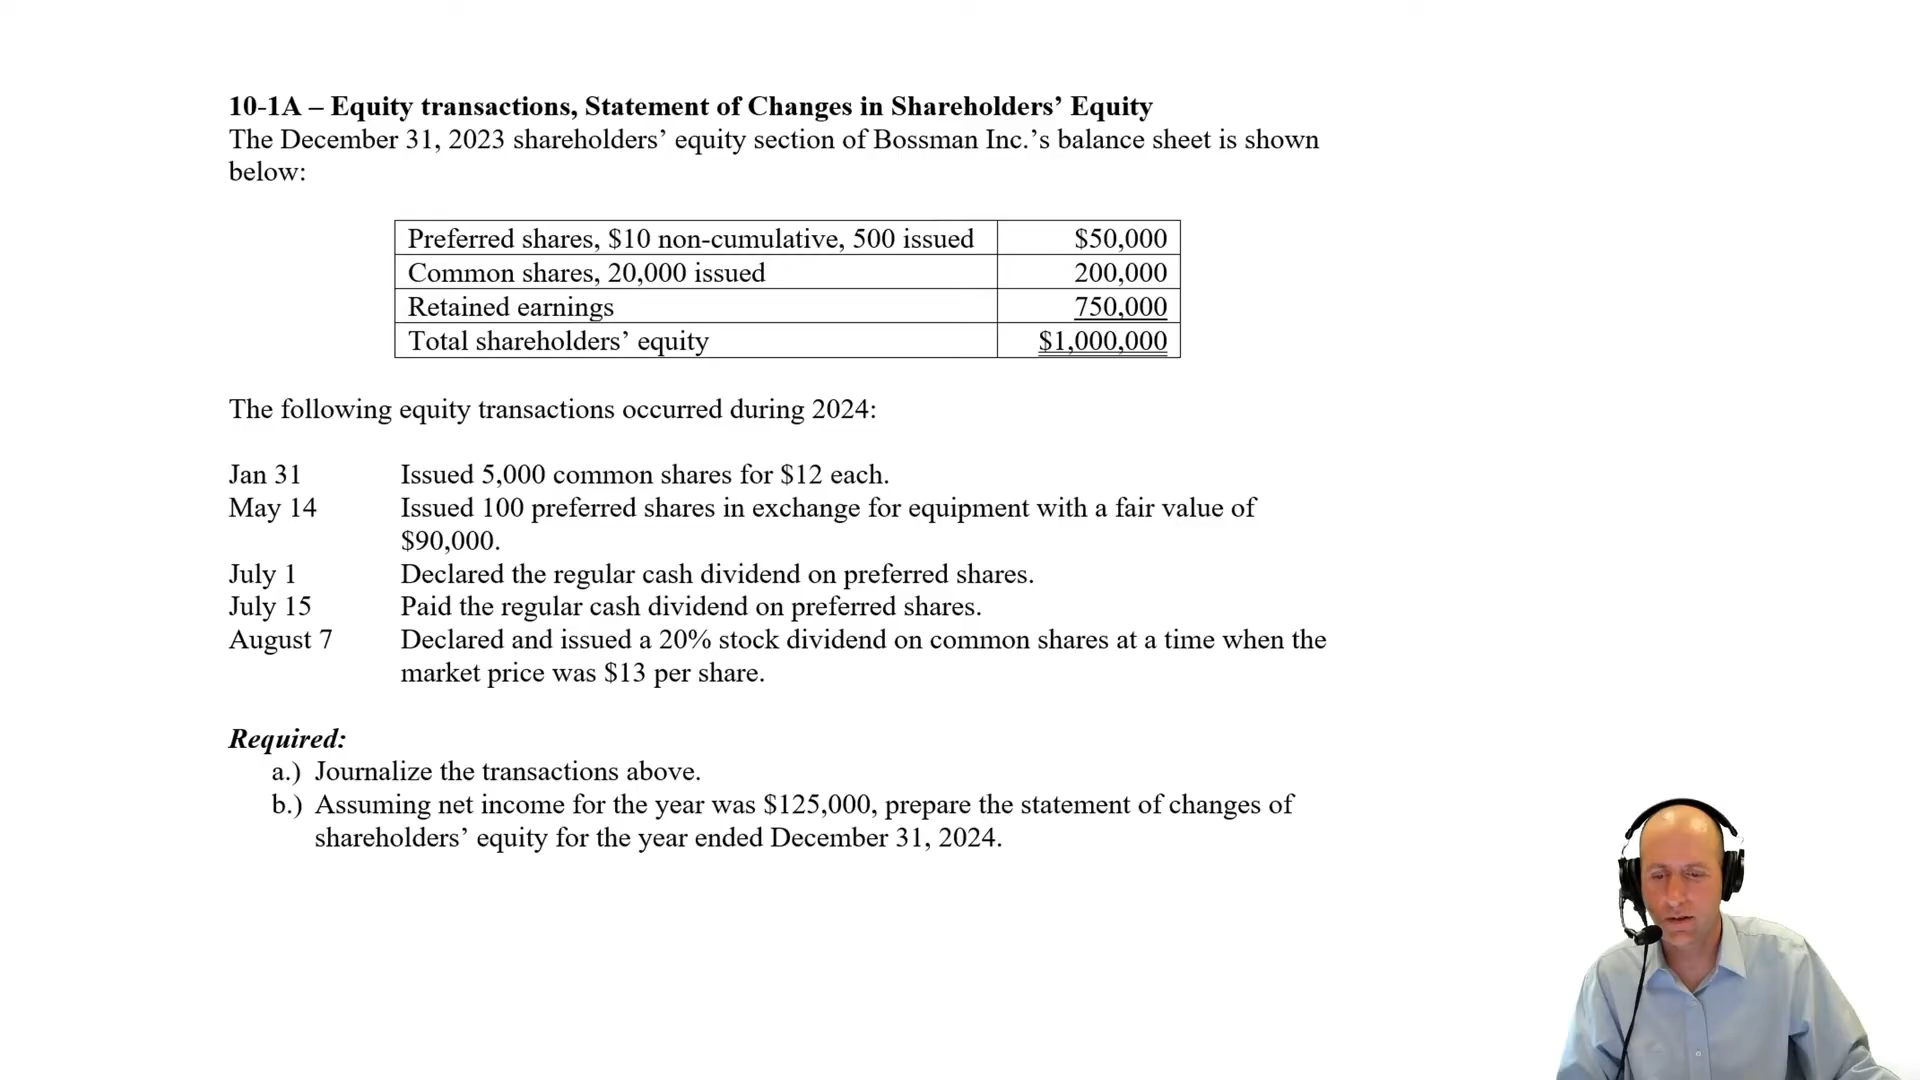 10-1A – Equity transactions, Statement of Changes in Shareholders’ Equity
The December 31, 2023 shareholders’ equity section of Bossman Inc.’s balance sheet is shown
below:
Preferred shares, $10 non-cumulative, 500 issued $50,000
Common shares, 20,000 issued 200,000
Retained earnings 750,000
Total shareholders’ equity $1,000,000
The following equity transactions occurred during 2024:
Jan 31 Issued 5,000 common shares for $12 each.
May 14 Issued 100 preferred shares in exchange for equipment with a fair value of
$90,000.
July 1 Declared the regular cash dividend on preferred shares.
July 15 Paid the regular cash dividend on preferred shares.
August 7 Declared and issued a 20% stock dividend on common shares at a time when the
market price was $13 per share.
Required:
a.) Journalize the transactions above.
b.) Assuming net income for the year was $125,000, prepare the statement of changes of
shareholders’ equity for the year ended December 31, 2024.